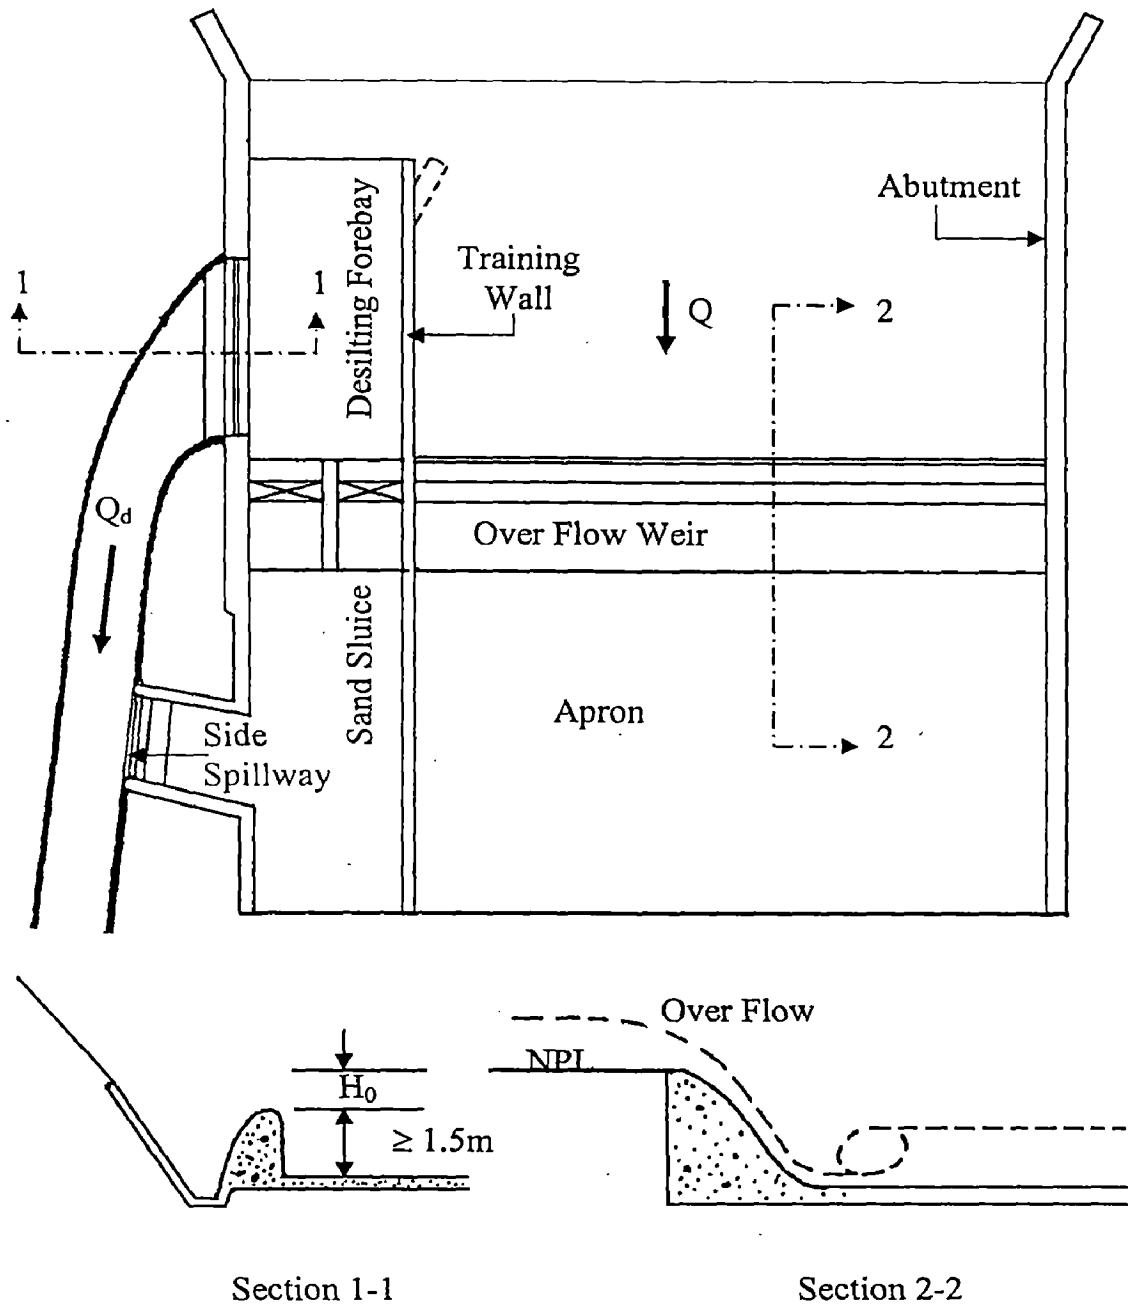 Abutment
Desilting Forebay
Training
Wall
1
1
Q
2
Qd
Over Flow Weir
Sand Sluice
Apron
Side
Spillway
2
Over Flow
NPL
H₀
≥ 1.5m
Section 1-1
Section 2-2